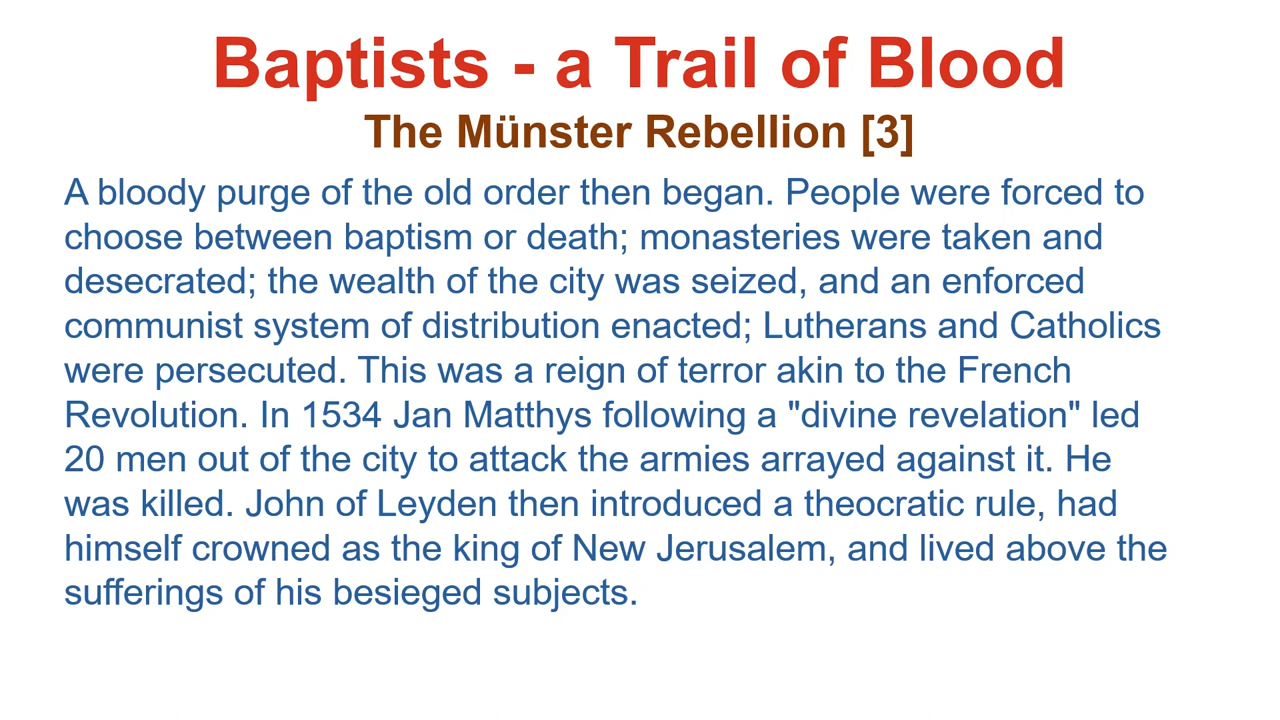 Baptists - a Trail of Blood
The Münster Rebellion [3]
A bloody purge of the old order then began. People were forced to
choose between baptism or death; monasteries were taken and
desecrated; the wealth of the city was seized, and an enforced
communist system of distribution enacted; Lutherans and Catholics
were persecuted. This was a reign of terror akin to the French
Revolution. In 1534 Jan Matthys following a "divine revelation" led
20 men out of the city to attack the armies arrayed against it. He
was killed. John of Leyden then introduced a theocratic rule, had
himself crowned as the king of New Jerusalem, and lived above the
sufferings of his besieged subjects.